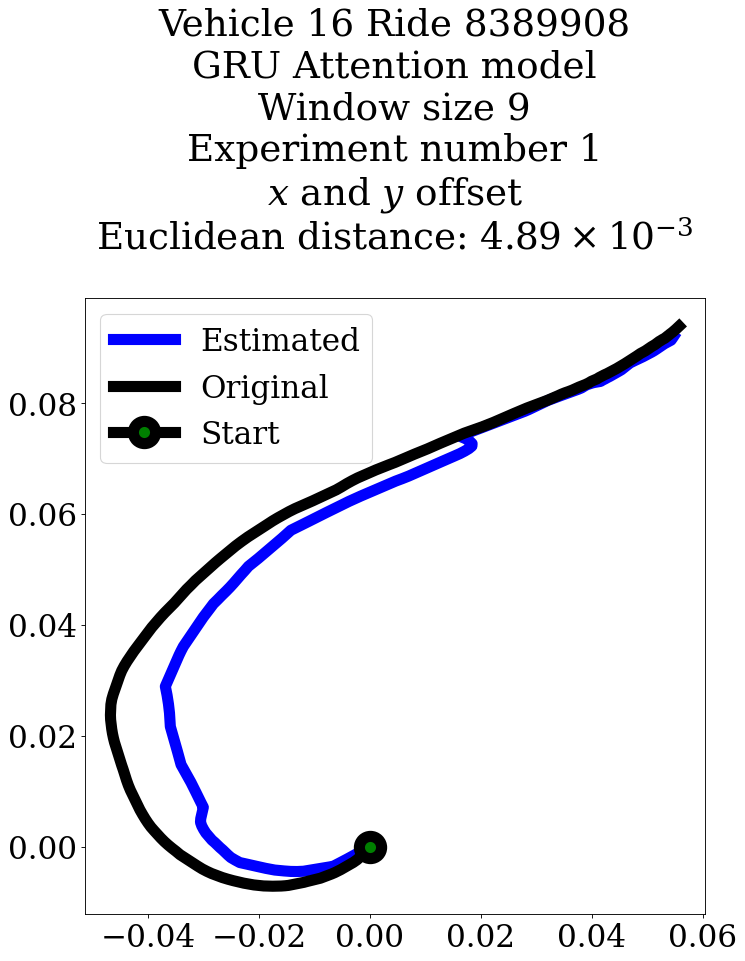 Vehicle 16 Ride 8389908
GRU Attention model
Window size 9
Experiment number 1
x and y offset
Euclidean distance: 4.89 × 10⁻³
Estimated
Original
Start
0.08
0.06
0.04
0.02
0.00
−0.04 −0.02 0.00 0.02 0.04 0.06